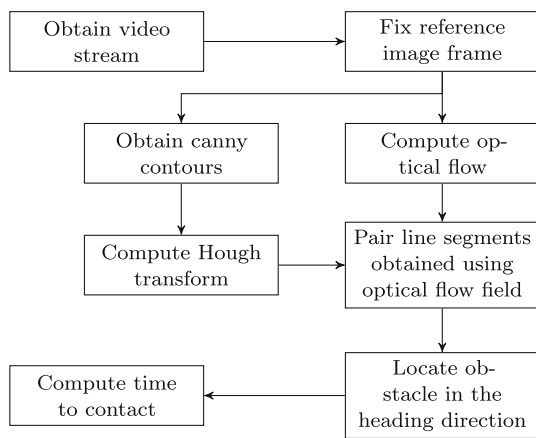 Obtain video
stream
Fix reference
image frame
Obtain canny
contours
Compute op-
tical flow
Compute Hough
transform
Pair line segments
obtained using
optical flow field
Compute time
to contact
Locate ob-
stacle in the
heading direction